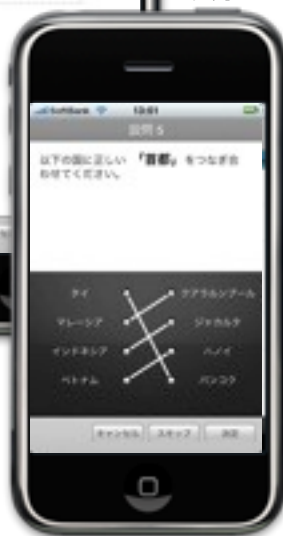 SoftBank 13:01
設問 5
以下の国に正しい 「首都」 をつなぎ合
わせてください。
タイ クアラルンプール
マレーシア ジャカルタ
インドネシア ハノイ
ベトナム バンコク
キャンセル スキップ 決定